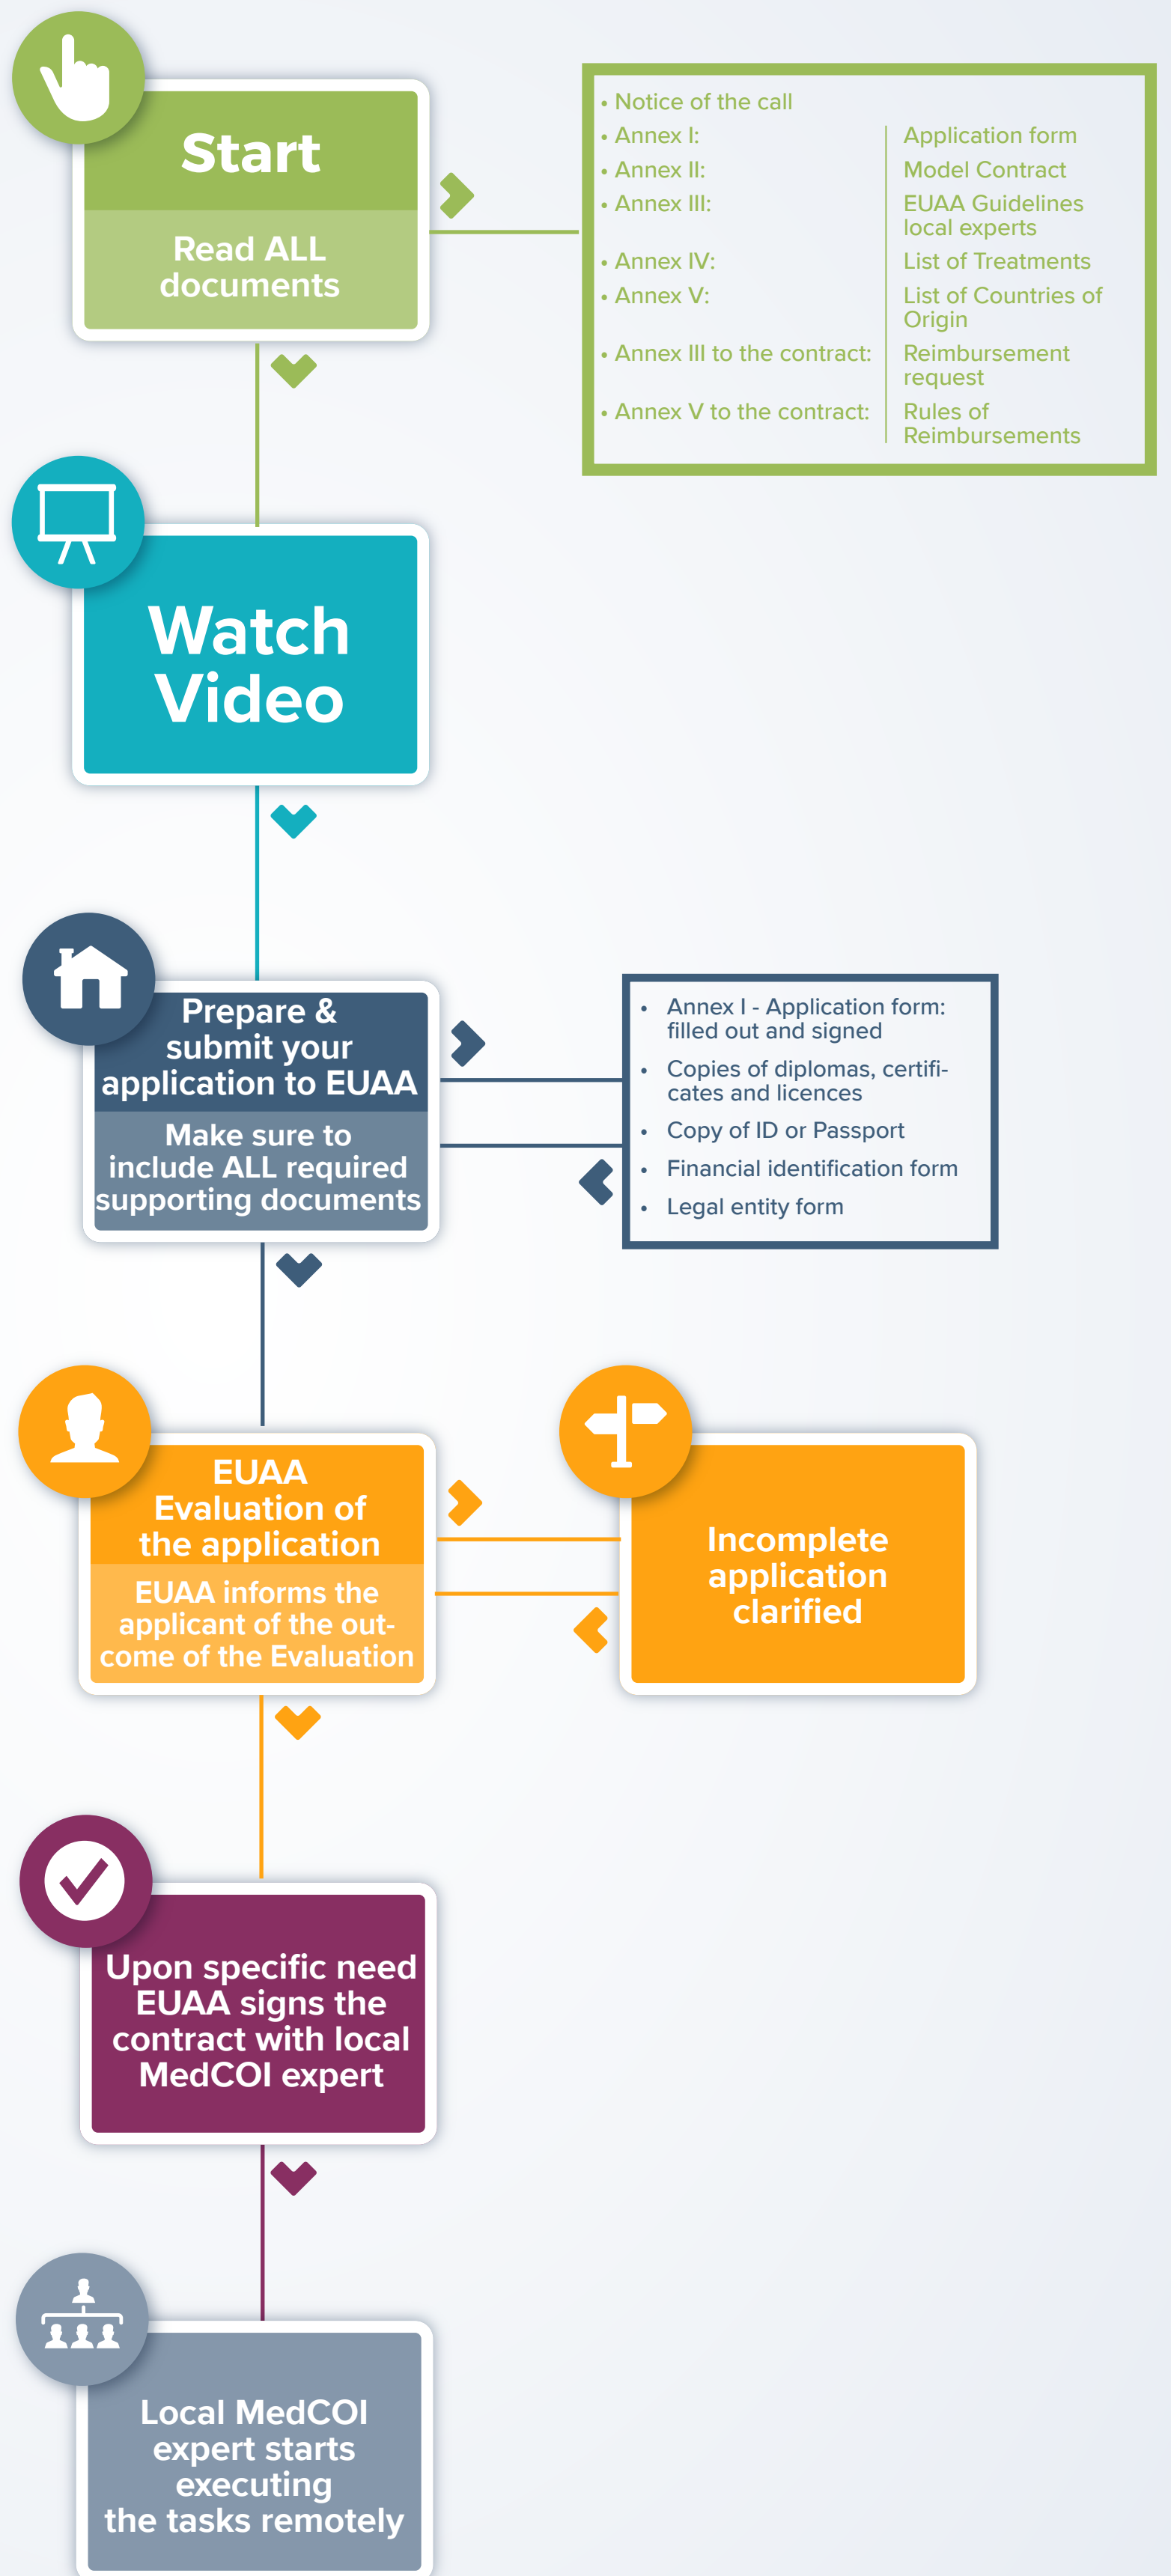 Start
Read ALL
documents
• Notice of the call
• Annex I: Application form
• Annex II: Model Contract
• Annex III: EUAA Guidelines
local experts
• Annex IV: List of Treatments
• Annex V: List of Countries of
Origin
• Annex III to the contract: Reimbursement
request
• Annex V to the contract: Rules of
Reimbursements
Watch
Video
Prepare &
submit your
application to EUAA
Make sure to
include ALL required
supporting documents
• Annex I - Application form:
filled out and signed
• Copies of diplomas, certifi-
cates and licences
• Copy of ID or Passport
• Financial identification form
• Legal entity form
EUAA
Evaluation of
the application
EUAA informs the
applicant of the out-
come of the Evaluation
Incomplete
application
clarified
Upon specific need
EUAA signs the
contract with local
MedCOI expert
Local MedCOI
expert starts
executing
the tasks remotely